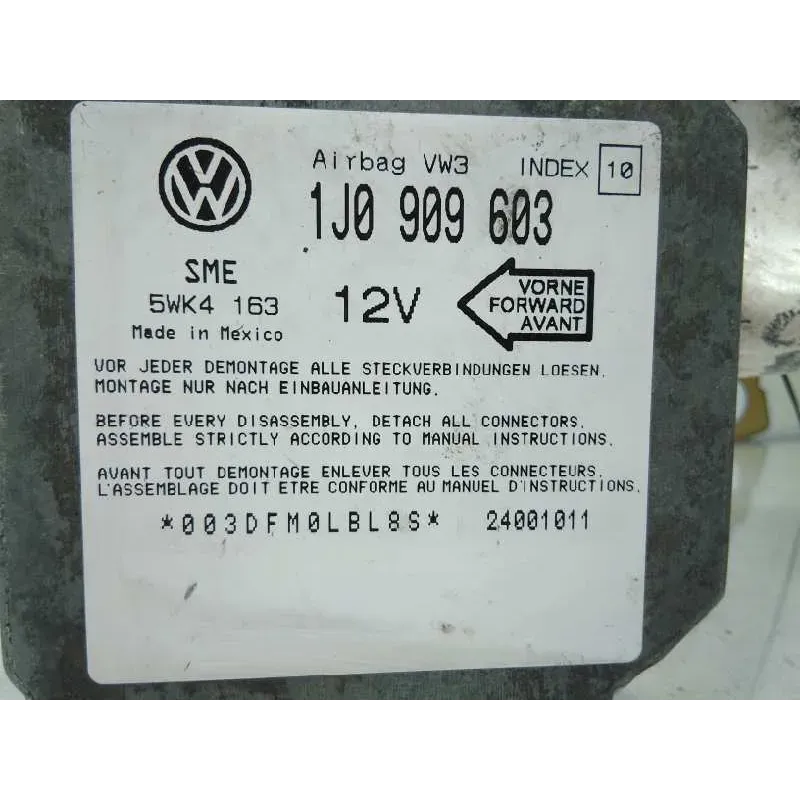 Airbag VW3 INDEX 10
1J0 909 603
SME
5WK4 163
Made in Mexico
12V
VORNE
FORWARD
AVANT
VOR JEDER DEMONTAGE ALLE STECKVERBINDUNGEN LOESEN.
MONTAGE NUR NACH EINBAUANLEITUNG.
BEFORE EVERY DISASSEMBLY, DETACH ALL CONNECTORS.
ASSEMBLE STRICTLY ACCORDING TO MANUAL INSTRUCTIONS.
AVANT TOUT DEMONTAGE ENLEVER TOUS LES CONNECTEURS.
L'ASSEMBLAGE DOIT ETRE CONFORME AU MANUEL D'INSTRUCTIONS.
*003DFM0LBL8S* 24001011